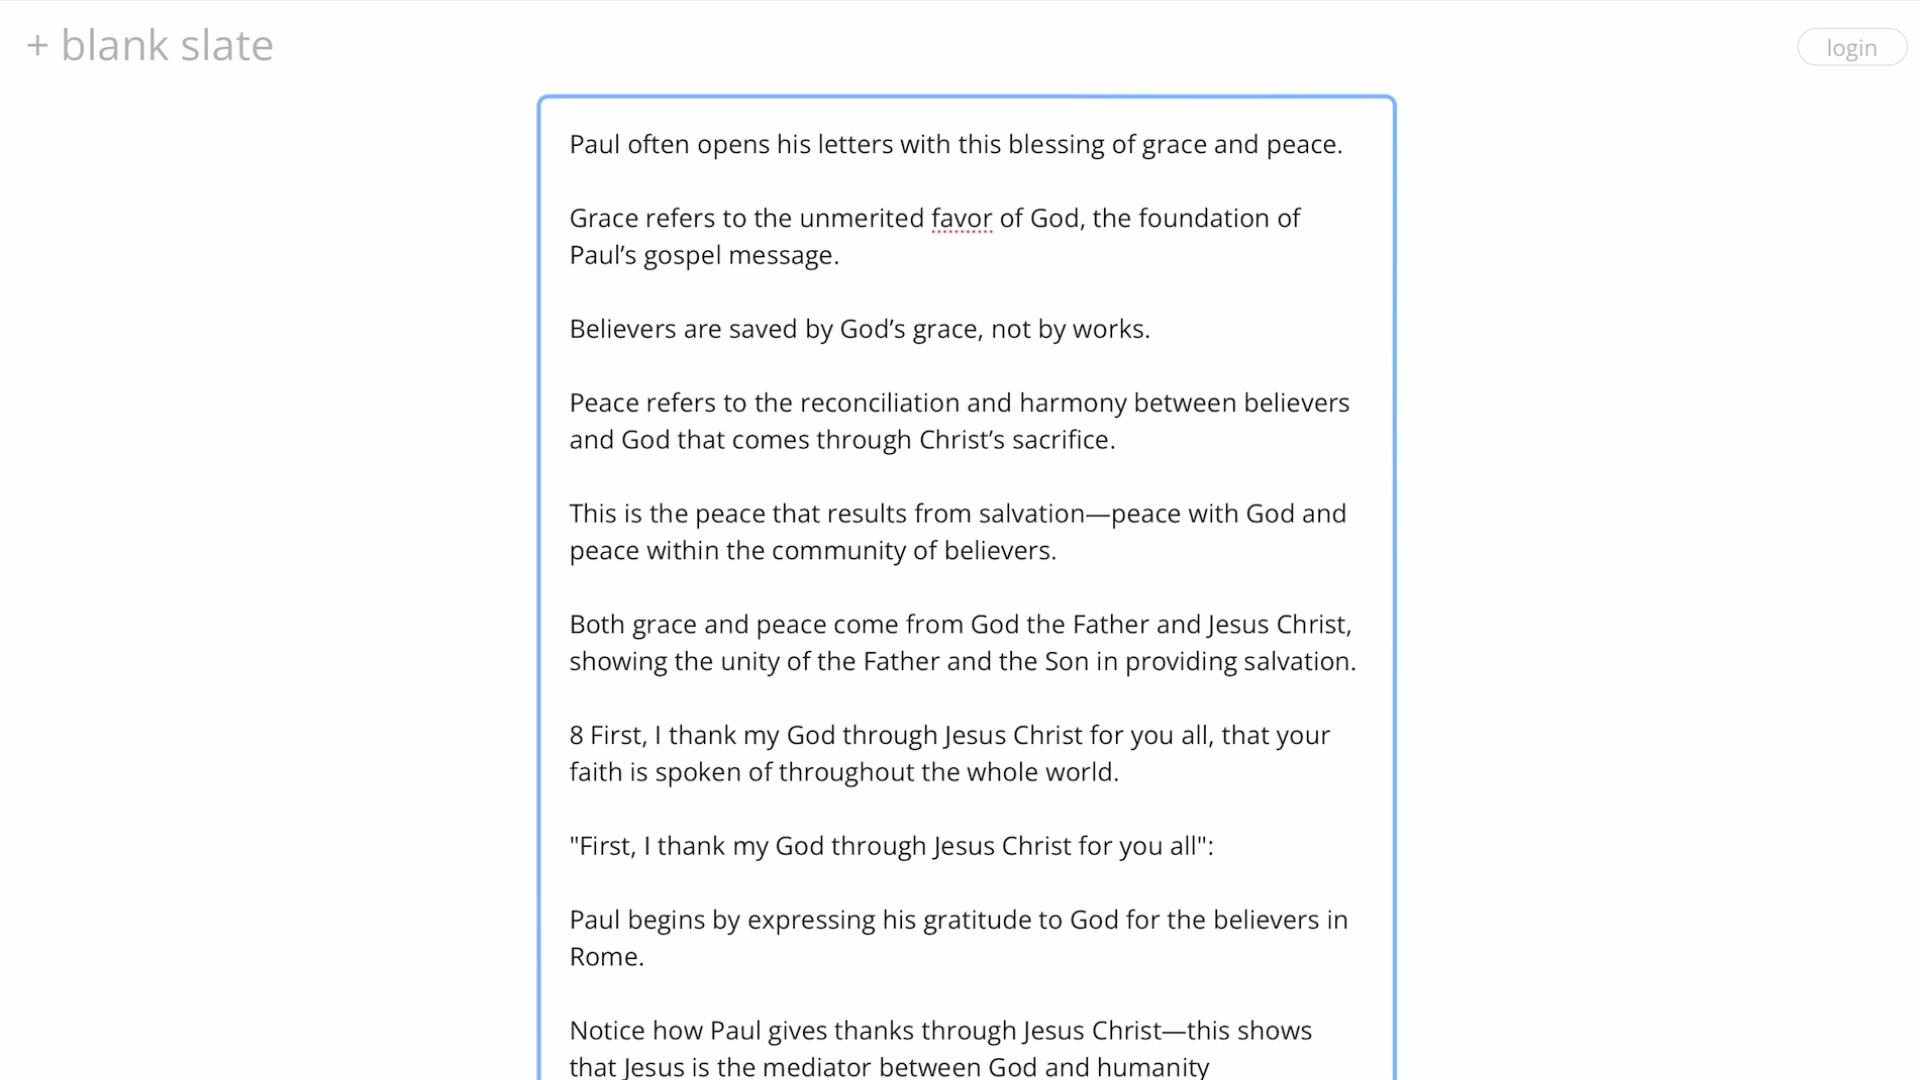 + blank slate
login
Paul often opens his letters with this blessing of grace and peace.
Grace refers to the unmerited favor of God, the foundation of
Paul’s gospel message.
Believers are saved by God’s grace, not by works.
Peace refers to the reconciliation and harmony between believers
and God that comes through Christ’s sacrifice.
This is the peace that results from salvation—peace with God and
peace within the community of believers.
Both grace and peace come from God the Father and Jesus Christ,
showing the unity of the Father and the Son in providing salvation.
8 First, I thank my God through Jesus Christ for you all, that your
faith is spoken of throughout the whole world.
"First, I thank my God through Jesus Christ for you all":
Paul begins by expressing his gratitude to God for the believers in
Rome.
Notice how Paul gives thanks through Jesus Christ—this shows
that Jesus is the mediator between God and humanity